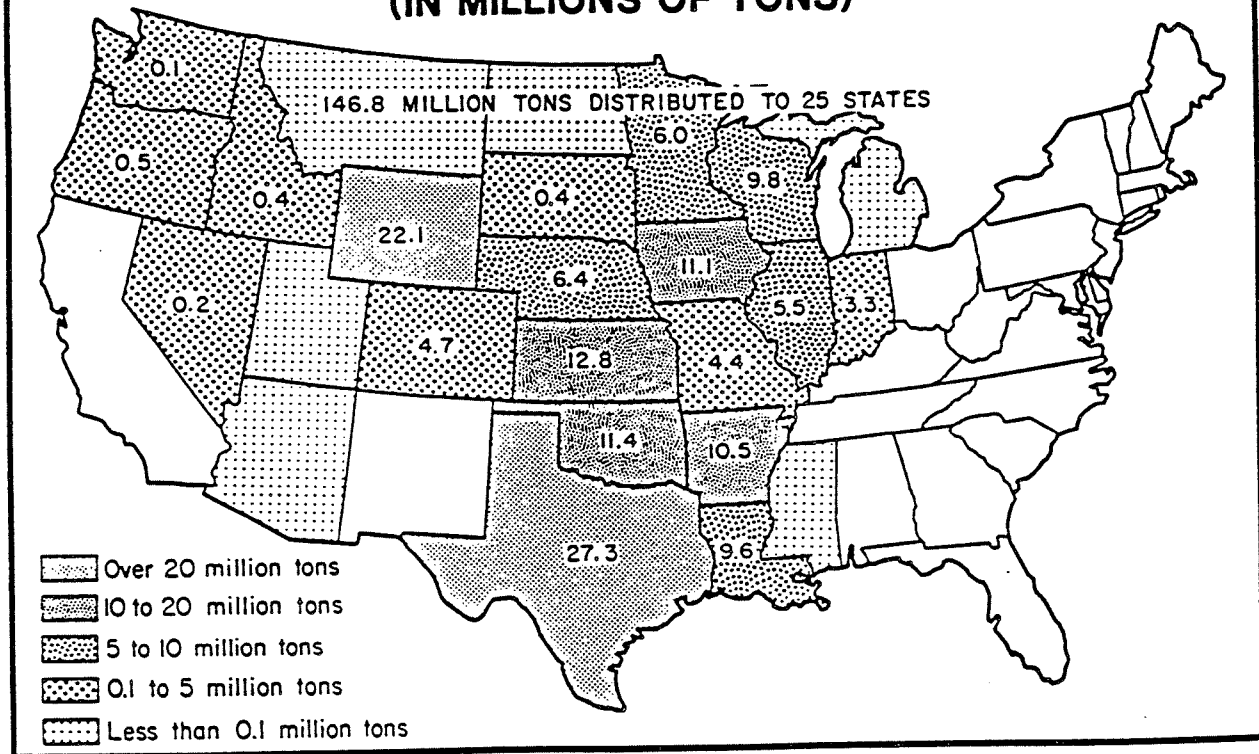 (IN MILLIONS OF TONS)
146.8 MILLION TONS DISTRIBUTED TO 25 STATES
0.1
6.0
0.5
9.8
0.4
0.4
22.1
11.1
6.4
0.2
5.5
3.3
4.7
12.8
4.4
11.4
10.5
27.3
9.6
Over 20 million tons
10 to 20 million tons
5 to 10 million tons
0.1 to 5 million tons
Less than 0.1 million tons